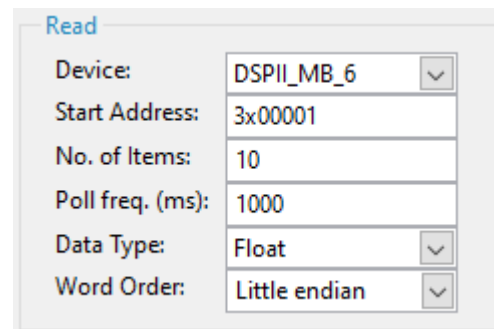 Read
Device: DSPII_MB_6
Start Address: 3x00001
No. of Items: 10
Poll freq. (ms): 1000
Data Type: Float
Word Order: Little endian